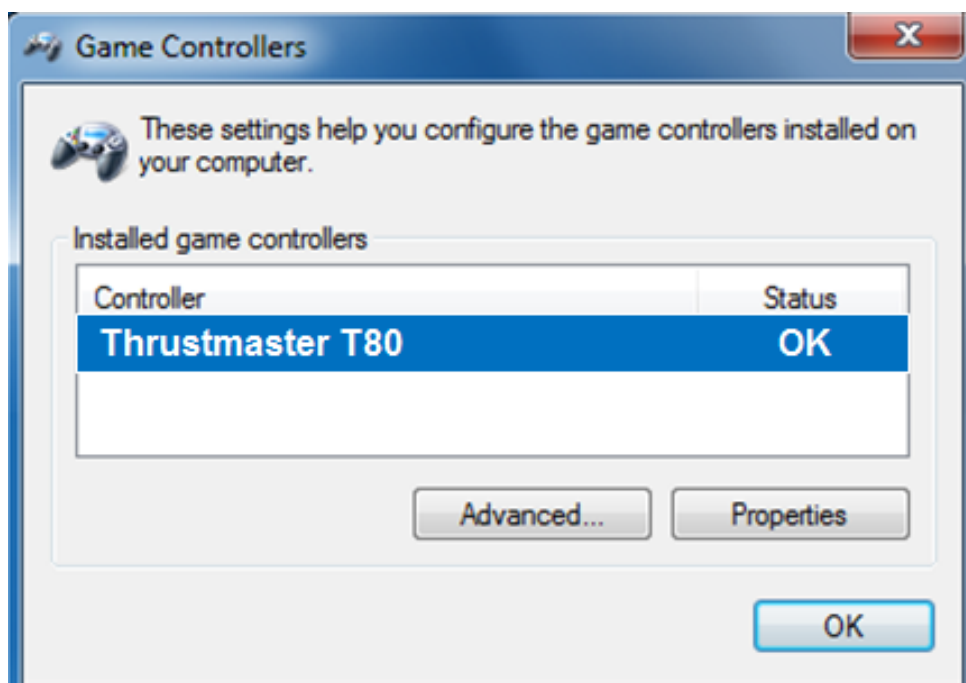 Game Controllers
These settings help you configure the game controllers installed on
your computer.
Installed game controllers
Controller Status
Thrustmaster T80 OK
Advanced... Properties
OK